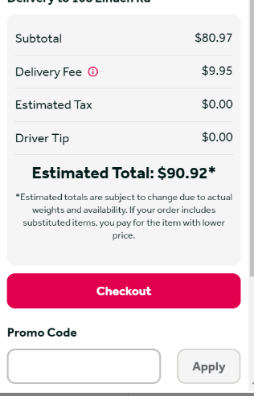 Delivery to 108 Linden Rd
Subtotal $80.97
Delivery Fee $9.95
Estimated Tax $0.00
Driver Tip $0.00
Estimated Total: $90.92*
*Estimated totals are subject to change due to actual
weights and availability. If your order includes
substituted items, you pay for the item with lower
price.
Checkout
Promo Code
Apply